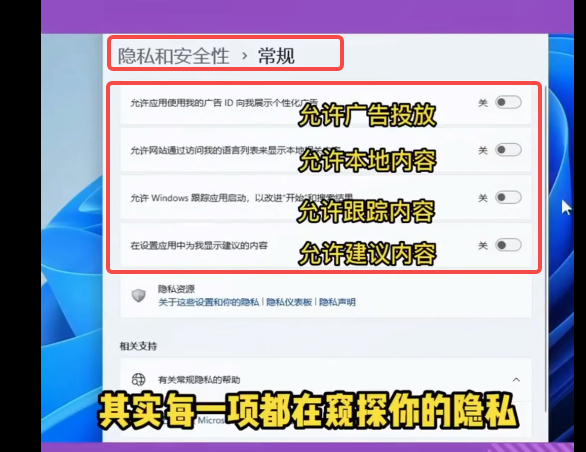 隐私和安全性 › 常规
允许应用使用我的广告 ID 向我展示个性化广告
关
允许广告投放
允许网站通过访问我的语言列表来显示本地
关
允许本地内容
允许 Windows 跟踪应用启动，以改进"开始"和搜索结果
关
允许跟踪内容
在设置应用中为我显示建议的内容
关
允许建议内容
隐私资源
关于这些设置和你的隐私 | 隐私仪表板 | 隐私声明
相关支持
有关常规隐私的帮助
其实每一项都在窥探你的隐私
Micros